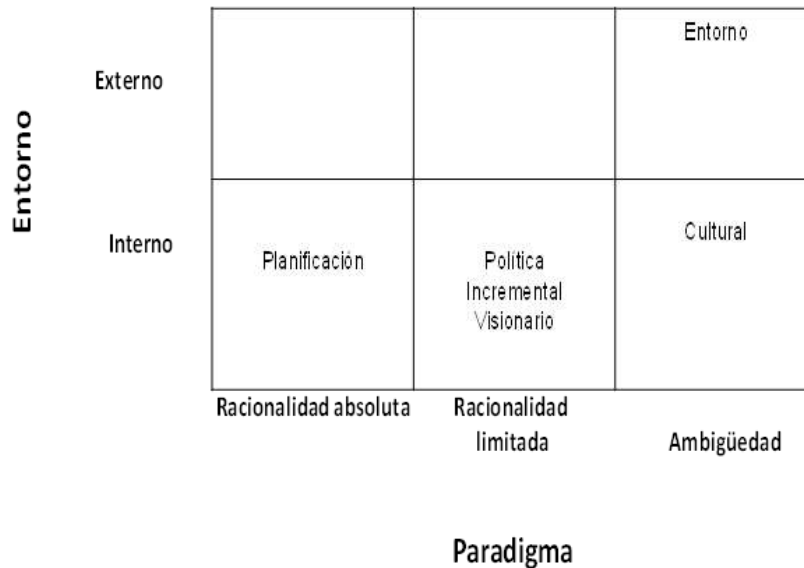 Entorno
Externo
Entorno
Interno
Planificación
Política
Incremental
Visionario
Cultural
Racionalidad absoluta
Racionalidad
limitada
Ambigüedad
Paradigma